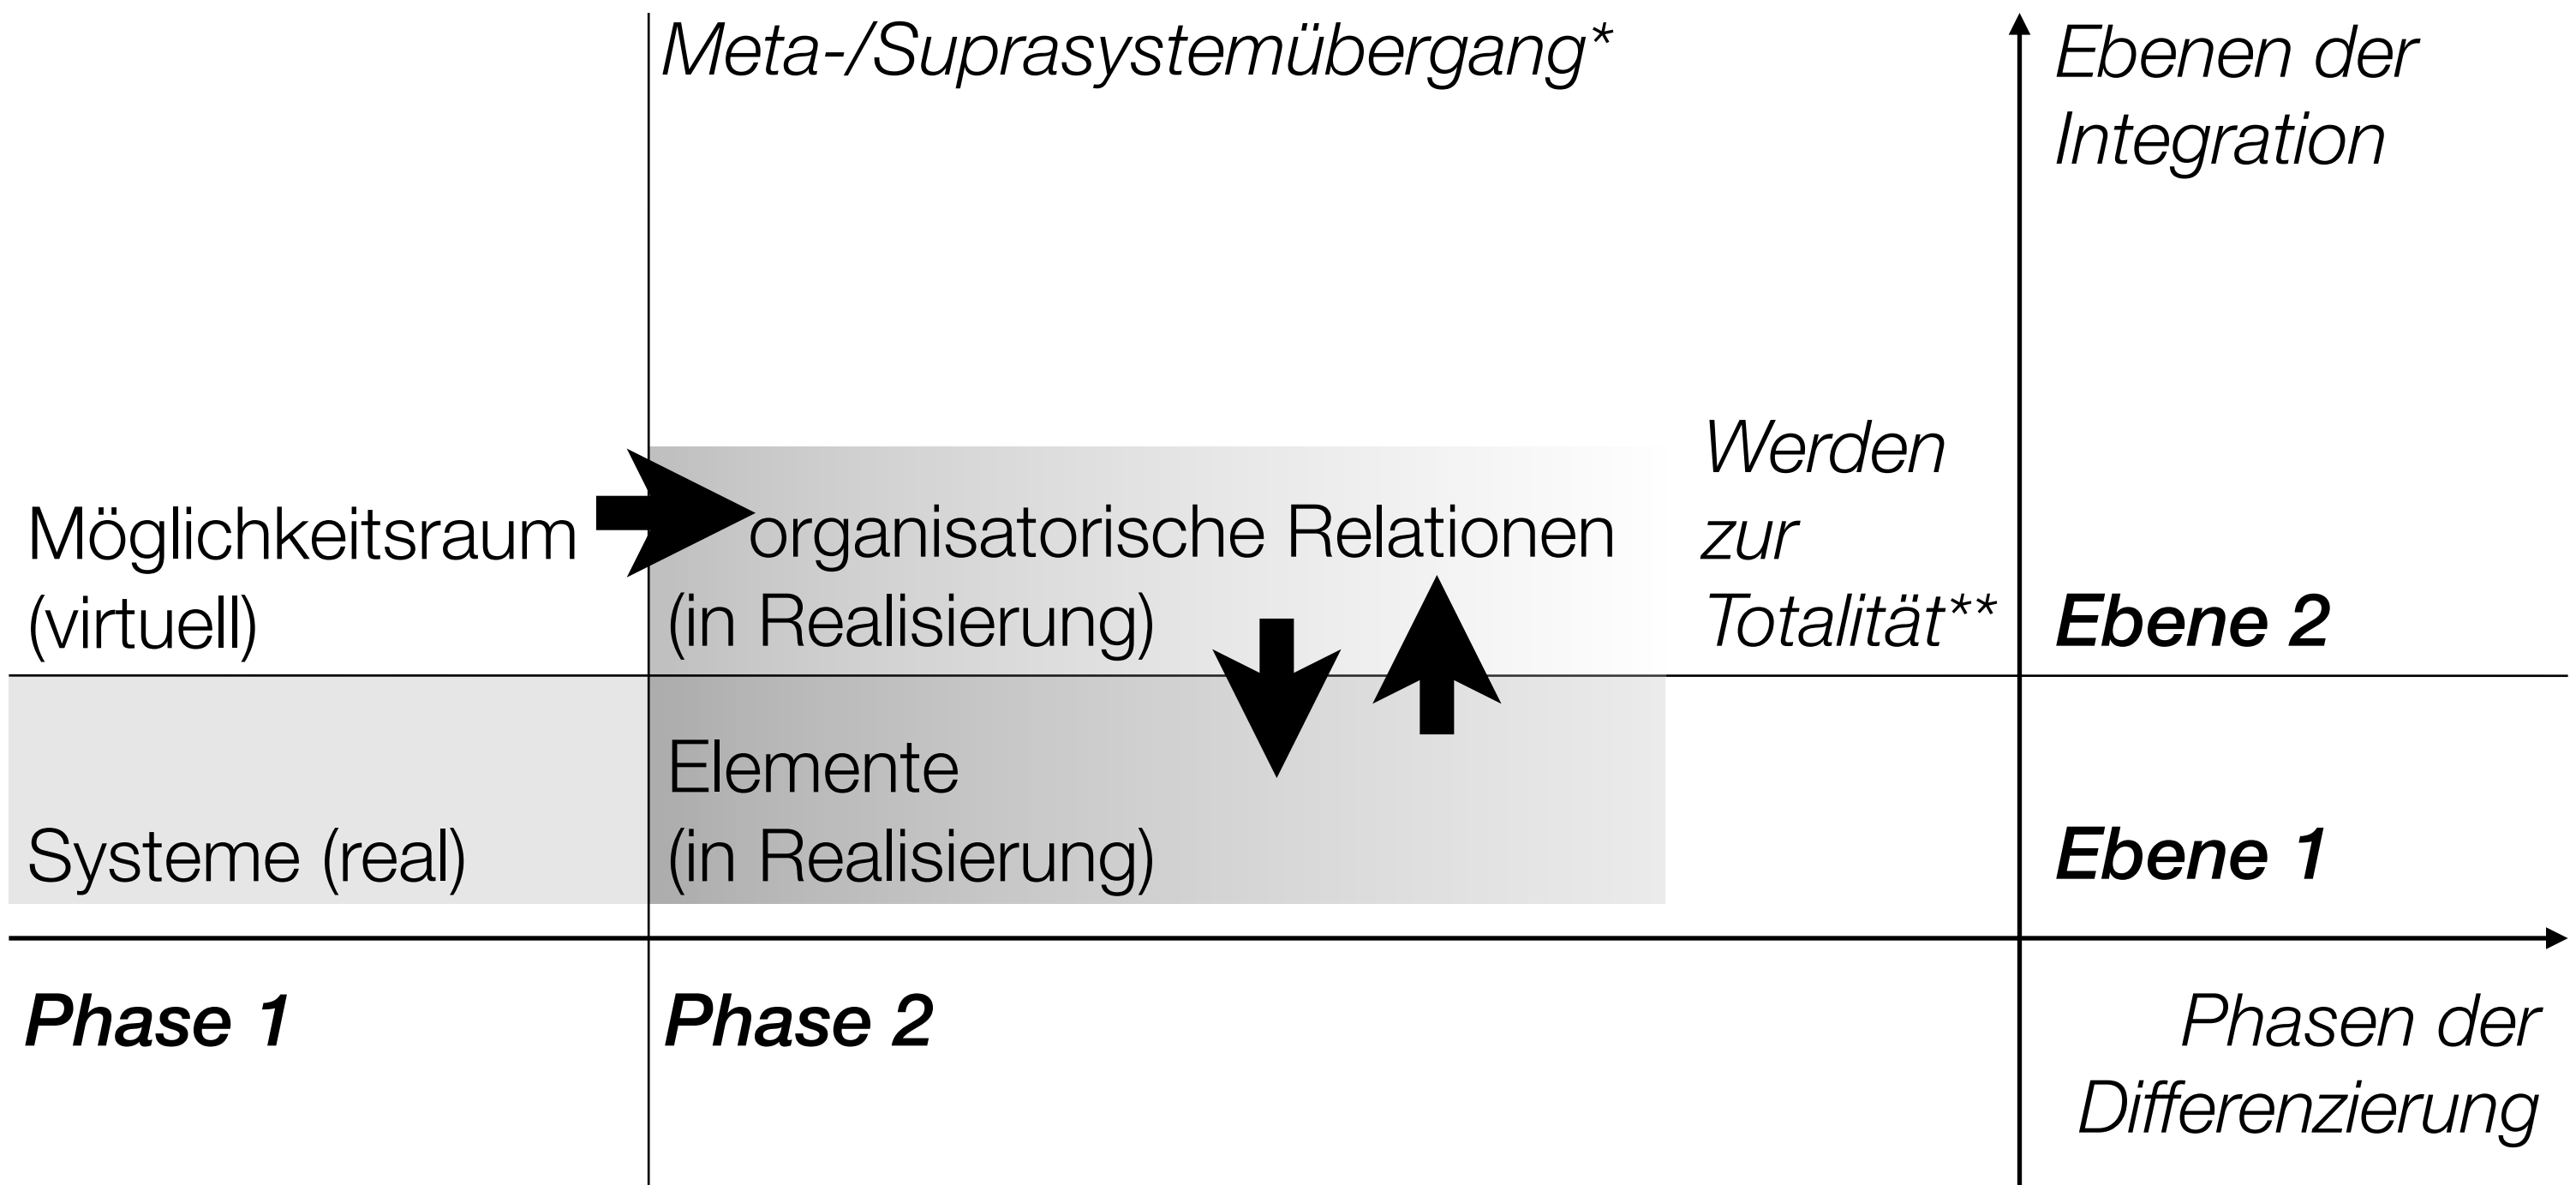 Meta-/Suprasystemübergang*
Ebenen der
Integration
Möglichkeitsraum
(virtuell)
organisatorische Relationen
(in Realisierung)
Werden
zur
Totalität**
Ebene 2
Systeme (real)
Elemente
(in Realisierung)
Ebene 1
Phase 1
Phase 2
Phasen der
Differenzierung